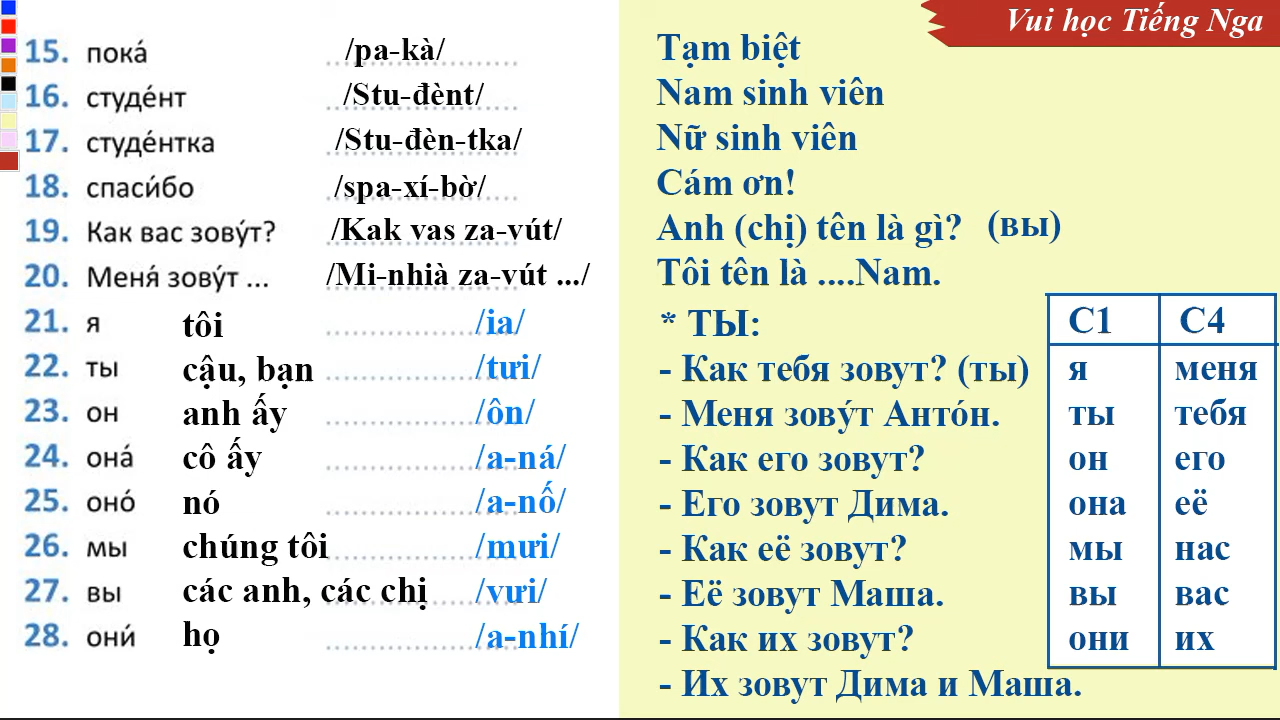 Vui học Tiếng Nga
15. пока́ /pa-kà/ Tạm biệt
16. студе́нт /Stu-đènt/ Nam sinh viên
17. студе́нтка /Stu-đèn-tka/ Nữ sinh viên
18. спаси́бо /spa-xí-bờ/ Cám ơn!
19. Как вас зову́т? /Kak vas za-vút/ Anh (chị) tên là gì? (вы)
20. Меня́ зову́т ... /Mi-nhià za-vút .../ Tôi tên là ....Nam.
21. я tôi /ia/
22. ты cậu, bạn /tưi/
23. он anh ấy /ôn/
24. она́ cô ấy /a-ná/
25. оно́ nó /a-nố/
26. мы chúng tôi /mưi/
27. вы các anh, các chị /vưi/
28. они́ họ /a-nhí/
* ТЫ:
- Как тебя зовут? (ты)
- Меня зову́т Анто́н.
- Как его зовут?
- Его зовут Дима.
- Как её зовут?
- Её зовут Маша.
- Как их зовут?
- Их зовут Дима и Маша.
C1 C4
я меня
ты тебя
он его
она её
мы нас
вы вас
они их